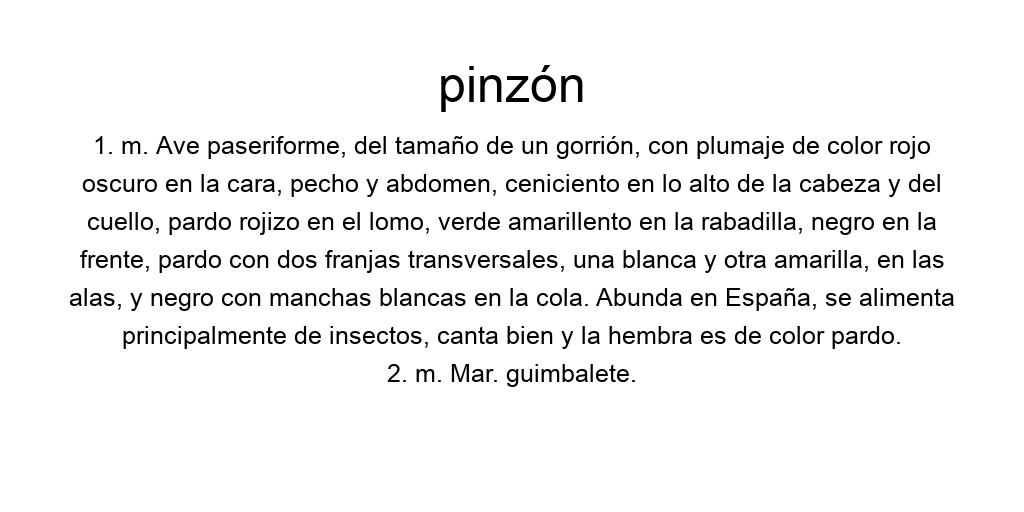 pinzón
1. m. Ave paseriforme, del tamaño de un gorrión, con plumaje de color rojo
oscuro en la cara, pecho y abdomen, ceniciento en lo alto de la cabeza y del
cuello, pardo rojizo en el lomo, verde amarillento en la rabadilla, negro en la
frente, pardo con dos franjas transversales, una blanca y otra amarilla, en las
alas, y negro con manchas blancas en la cola. Abunda en España, se alimenta
principalmente de insectos, canta bien y la hembra es de color pardo.
2. m. Mar. guimbalete.